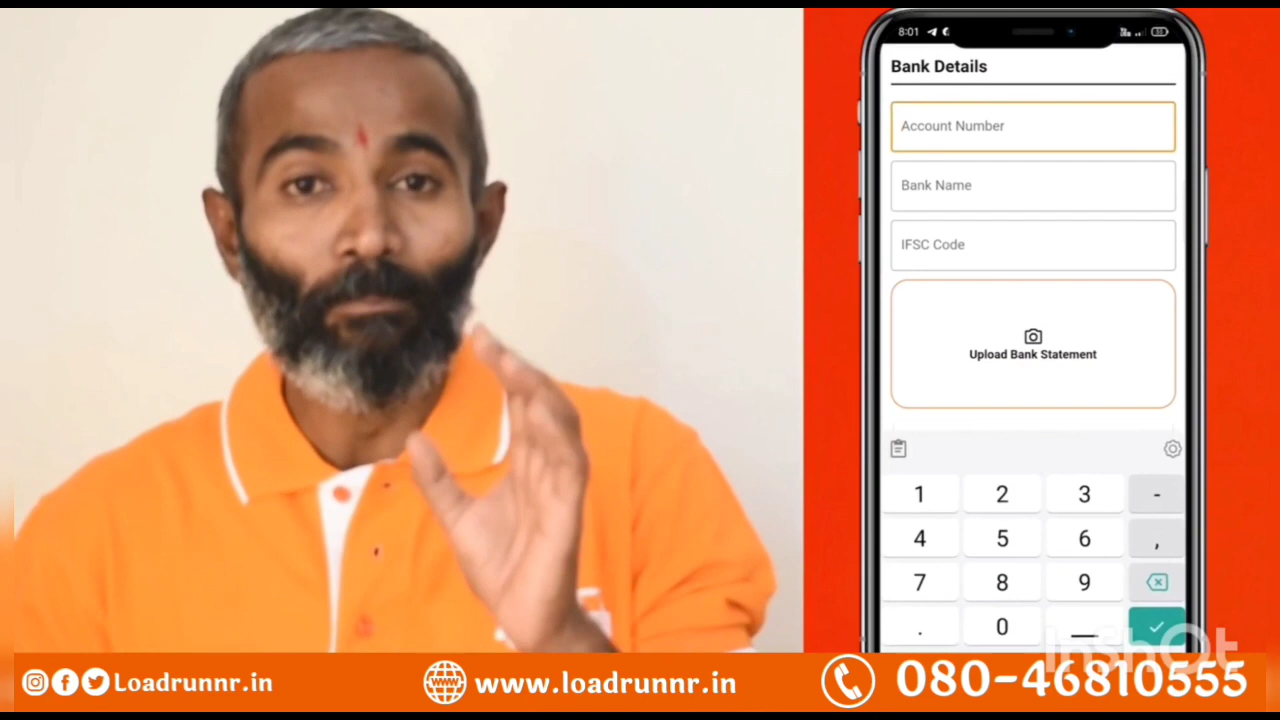 8:01
Bank Details
Account Number
Bank Name
IFSC Code
Upload Bank Statement
1 2 3 -
4 5 6 ,
7 8 9
. 0
InShOt
Loadrunnr.in
www
www.loadrunnr.in
080-46810555